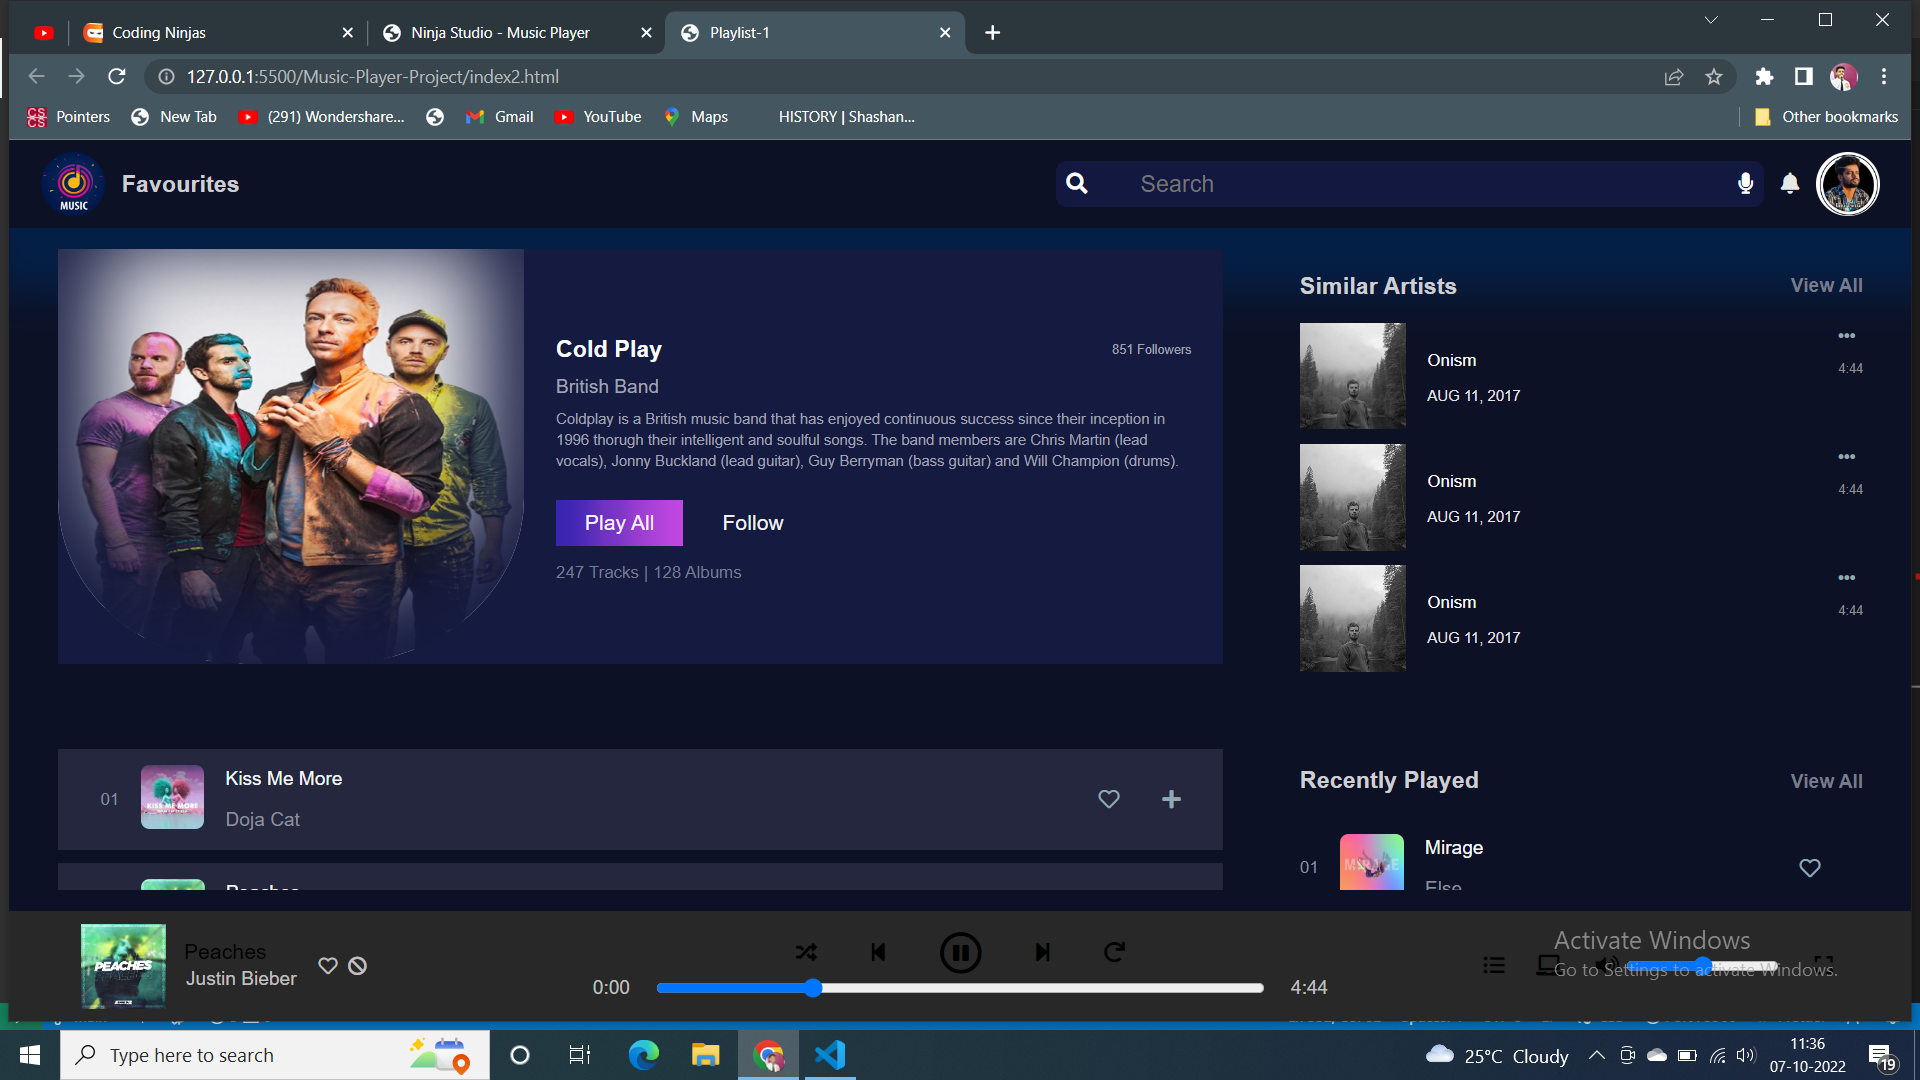 Coding Ninjas
Ninja Studio - Music Player
Playlist-1
127.0.0.1:5500/Music-Player-Project/index2.html
Pointers
New Tab
(291) Wondershare...
Gmail
YouTube
Maps
HISTORY | Shashan...
Other bookmarks
MUSIC
Favourites
Search
Cold Play
851 Followers
British Band
Coldplay is a British music band that has enjoyed continuous success since their inception in
1996 thorugh their intelligent and soulful songs. The band members are Chris Martin (lead
vocals), Jonny Buckland (lead guitar), Guy Berryman (bass guitar) and Will Champion (drums).
Play All
Follow
247 Tracks | 128 Albums
Similar Artists
View All
Onism
4:44
AUG 11, 2017
Onism
4:44
AUG 11, 2017
Onism
4:44
AUG 11, 2017
01
KISS ME MORE
Kiss Me More
Doja Cat
Peaches
Recently Played
View All
01
MIRAGE
Mirage
Else
PEACHES
Peaches
Justin Bieber
0:00
4:44
Activate Windows
Go to Settings to activate Windows.
Type here to search
25°C Cloudy
11:36
07-10-2022
19